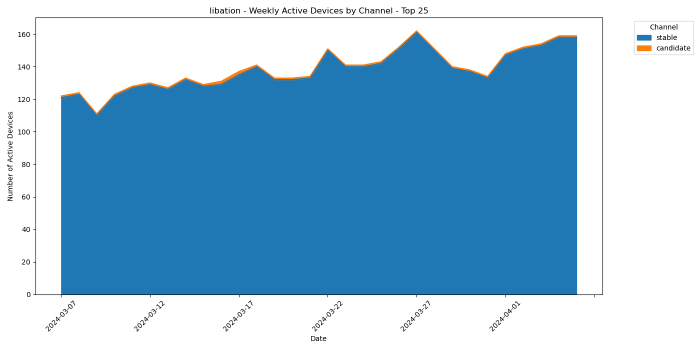 libation - Weekly Active Devices by Channel - Top 25
Channel
stable
candidate
Number of Active Devices
160
140
120
100
80
60
40
20
0
2024-03-07
2024-03-12
2024-03-17
2024-03-22
2024-03-27
2024-04-01
Date